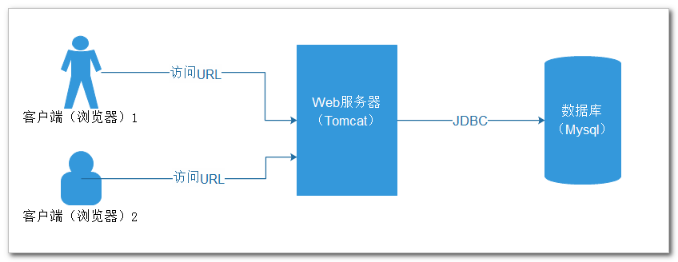 访问URL
客户端（浏览器）1
Web服务器
（Tomcat）
JDBC
数据库
（Mysql）
访问URL
客户端（浏览器）2